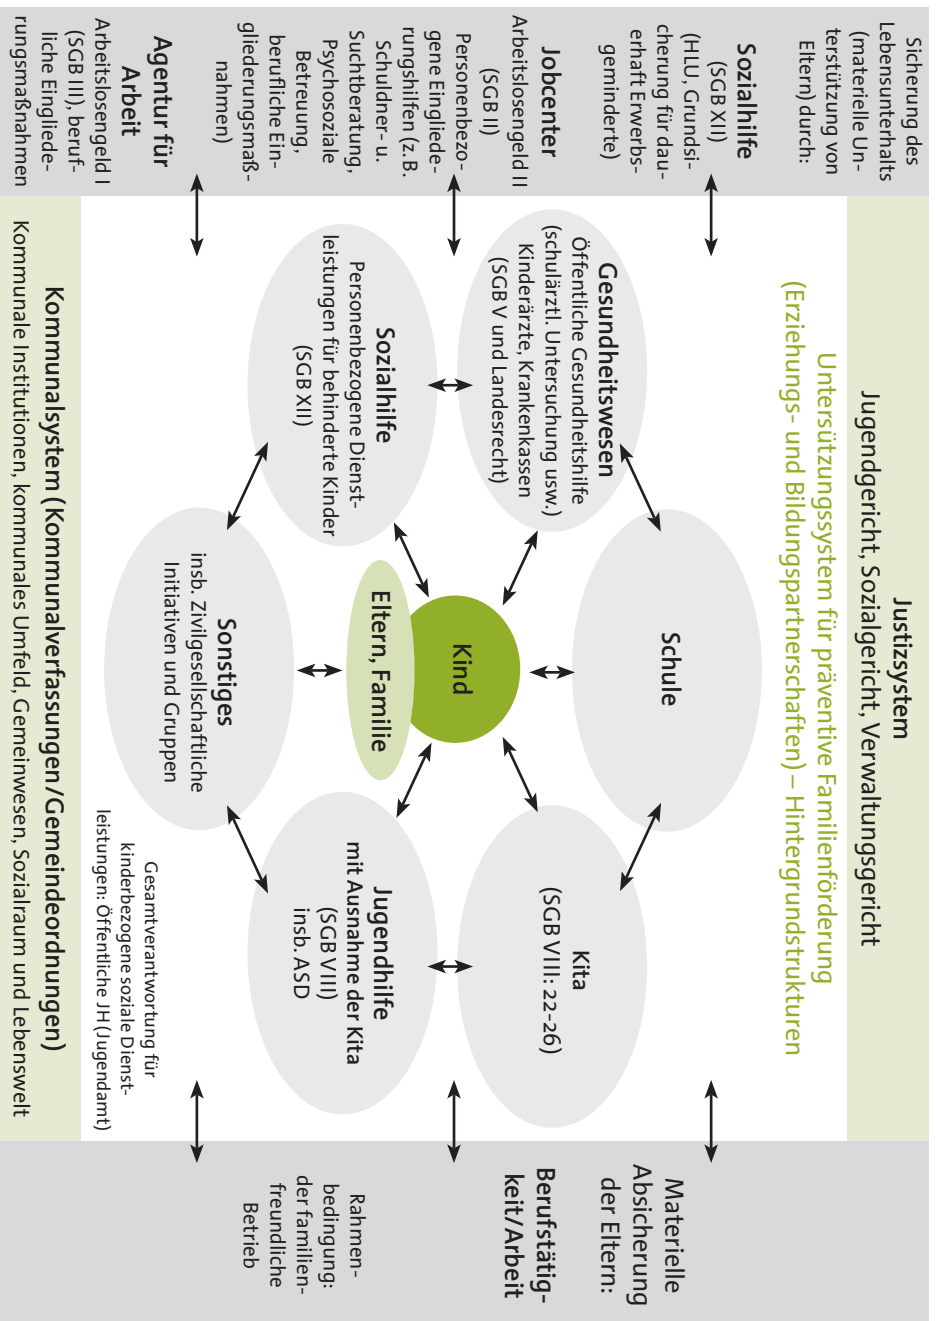 Justizsystem
Jugendgericht, Sozialgericht, Verwaltungsgericht
Untersützungssystem für präventive Familienförderung
(Erziehungs- und Bildungspartnerschaften) – Hintergrundstrukturen
Sicherung des
Lebensunterhalts
(materielle Un-
terstützung von
Eltern) durch:
Sozialhilfe
(SGB XII)
(HLU, Grundsi-
cherung für dau-
erhaft Erwerbs-
geminderte)
Jobcenter
Arbeitslosengeld II
(SGB II)
Personenbezo-
gene Eingliede-
rungshilfen (z. B.
Schuldner- u.
Suchtberatung,
Psychosoziale
Betreuung,
berufliche Ein-
gliederungsmaß-
nahmen)
Agentur für
Arbeit
Arbeitslosengeld I
(SGB III), beruf-
liche Eingliede-
rungsmaßnahmen
Schule
Gesundheitswesen
Öffentliche Gesundheitshilfe
(schulärztl. Untersuchung usw.)
Kinderärzte, Krankenkassen
(SGB V und Landesrecht)
Kita
(SGB VIII: 22-26)
Kind
Eltern, Familie
Sozialhilfe
Personenbezogene Dienst-
leistungen für behinderte Kinder
(SGB XII)
Jugendhilfe
mit Ausnahme der Kita
(SGB VIII)
insb. ASD
Sonstiges
insb. Zivilgesellschaftliche
Initiativen und Gruppen
Gesamtverantwortung für
kinderbezogene soziale Dienst-
leistungen: Öffentliche JH (Jugendamt)
Materielle
Absicherung
der Eltern:
Berufstätig-
keit/Arbeit
Rahmen-
bedingung:
der familien-
freundliche
Betrieb
Kommunalsystem (Kommunalverfassungen/Gemeindeordnungen)
Kommunale Institutionen, kommunales Umfeld, Gemeinwesen, Sozialraum und Lebenswelt